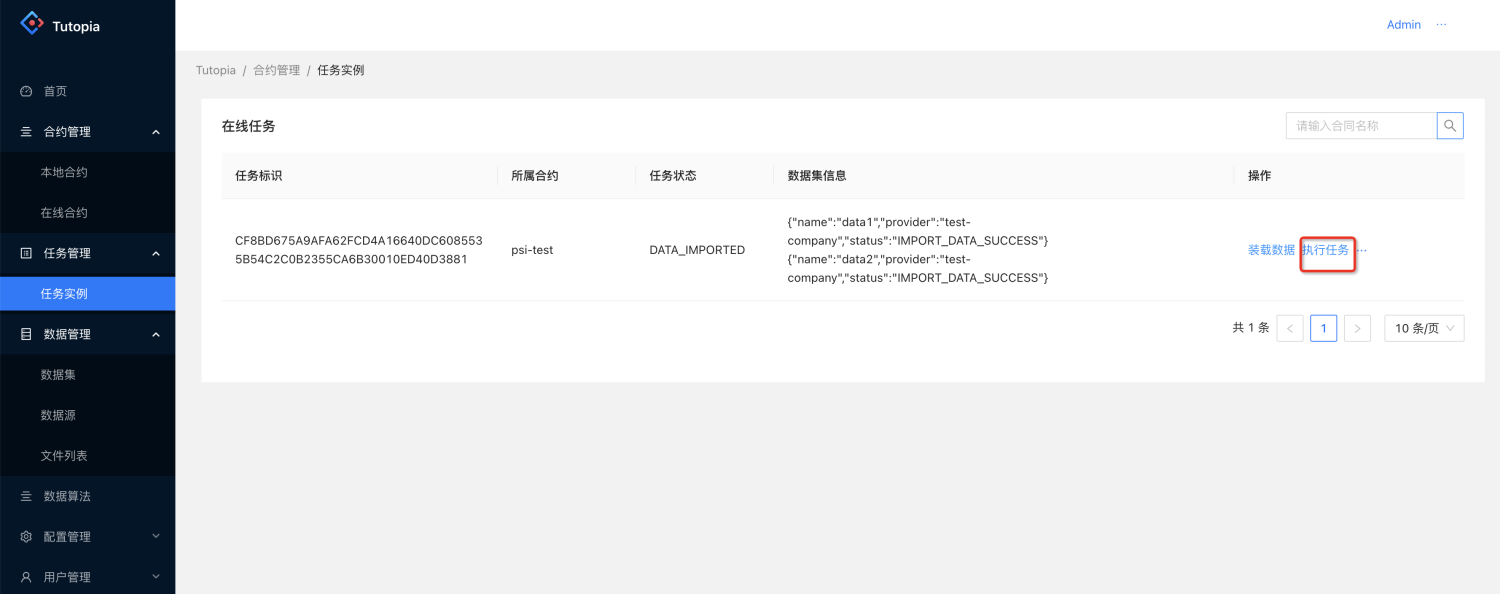 Tutopia
Admin
···
Tutopia / 合约管理 / 任务实例
首页
合约管理
本地合约
在线合约
任务管理
任务实例
数据管理
数据集
数据源
文件列表
数据算法
配置管理
用户管理
在线任务
请输入合同名称
任务标识 所属合约 任务状态 数据集信息 操作
CF8BD675A9AFA62FCD4A16640DC608553
5B54C2C0B2355CA6B30010ED40D3881
psi-test
DATA_IMPORTED
{"name":"data1","provider":"test-
company","status":"IMPORT_DATA_SUCCESS"}
{"name":"data2","provider":"test-
company","status":"IMPORT_DATA_SUCCESS"}
装载数据 执行任务 ···
共 1 条 < 1 > 10 条/页